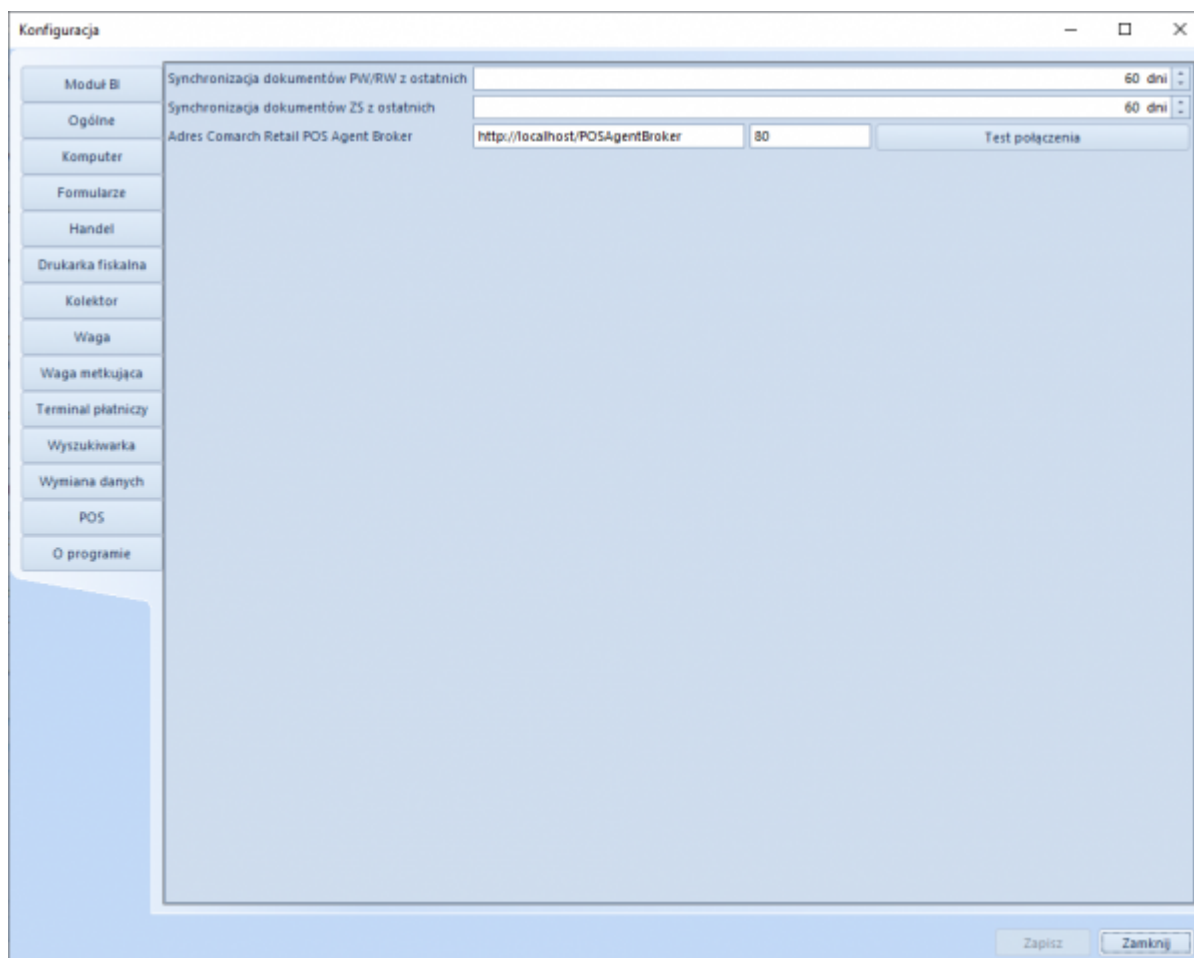 Konfiguracja
Moduł BI
Ogólne
Komputer
Formularze
Handel
Drukarka fiskalna
Kolektor
Waga
Waga metkująca
Terminal płatniczy
Wyszukiwarka
Wymiana danych
POS
O programie
Synchronizacja dokumentów PW/RW z ostatnich 60 dni
Synchronizacja dokumentów ZS z ostatnich 60 dni
Adres Comarch Retail POS Agent Broker http://localhost/POSAgentBroker 80 Test połączenia
Zapisz Zamknij